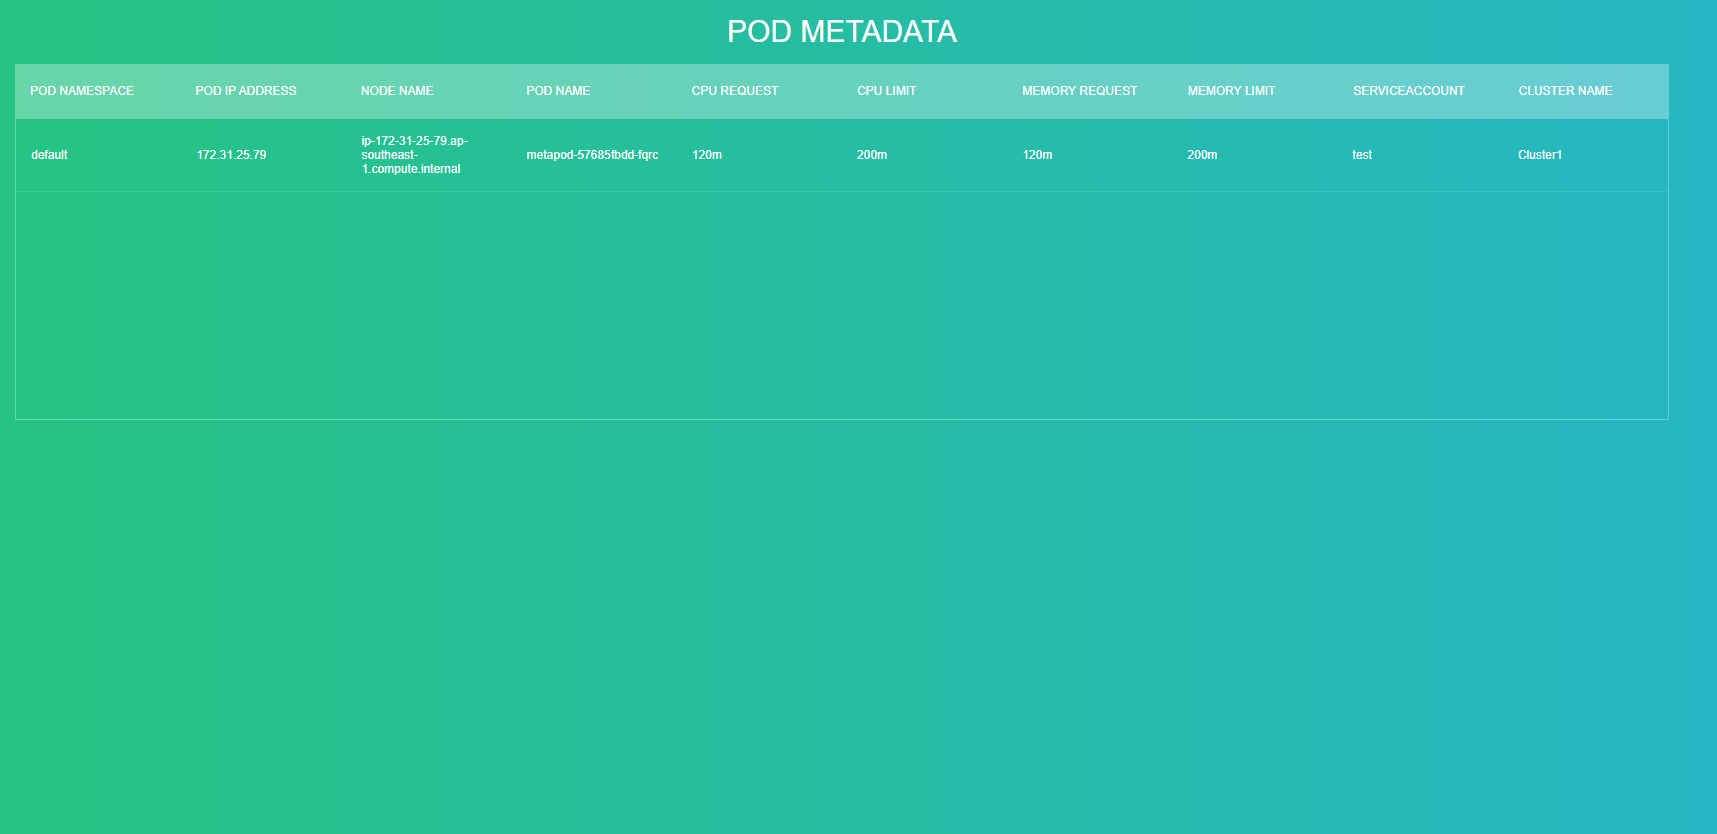 POD METADATA
POD NAMESPACE POD IP ADDRESS NODE NAME POD NAME CPU REQUEST CPU LIMIT MEMORY REQUEST MEMORY LIMIT SERVICEACCOUNT CLUSTER NAME
default 172.31.25.79 ip-172-31-25-79.ap-
southeast-
1.compute.internal metapod-57685fbdd-fqrc 120m 200m 120m 200m test Cluster1